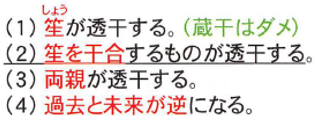 しょう
(1) 笙が透干する。(蔵干はダメ)
(2) 笙を干合するものが透干する。
(3) 両親が透干する。
(4) 過去と未来が逆になる。